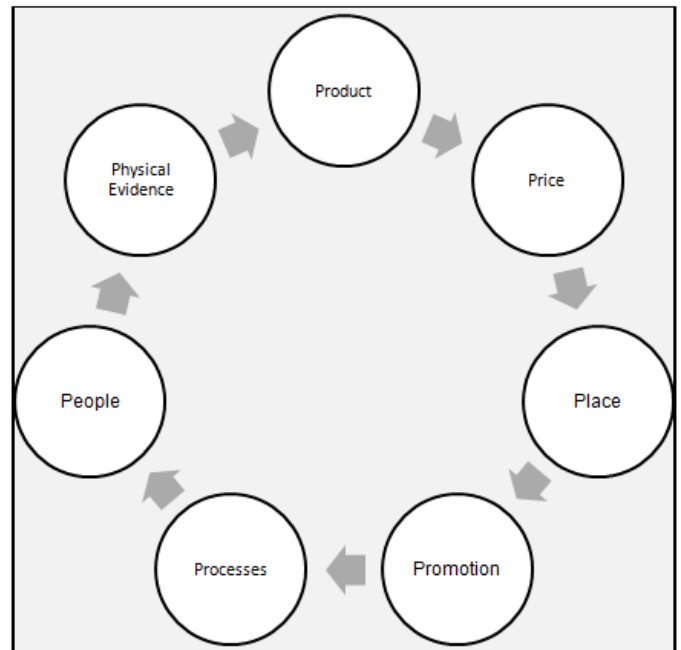 Product
Price
Place
Promotion
Processes
People
Physical
Evidence